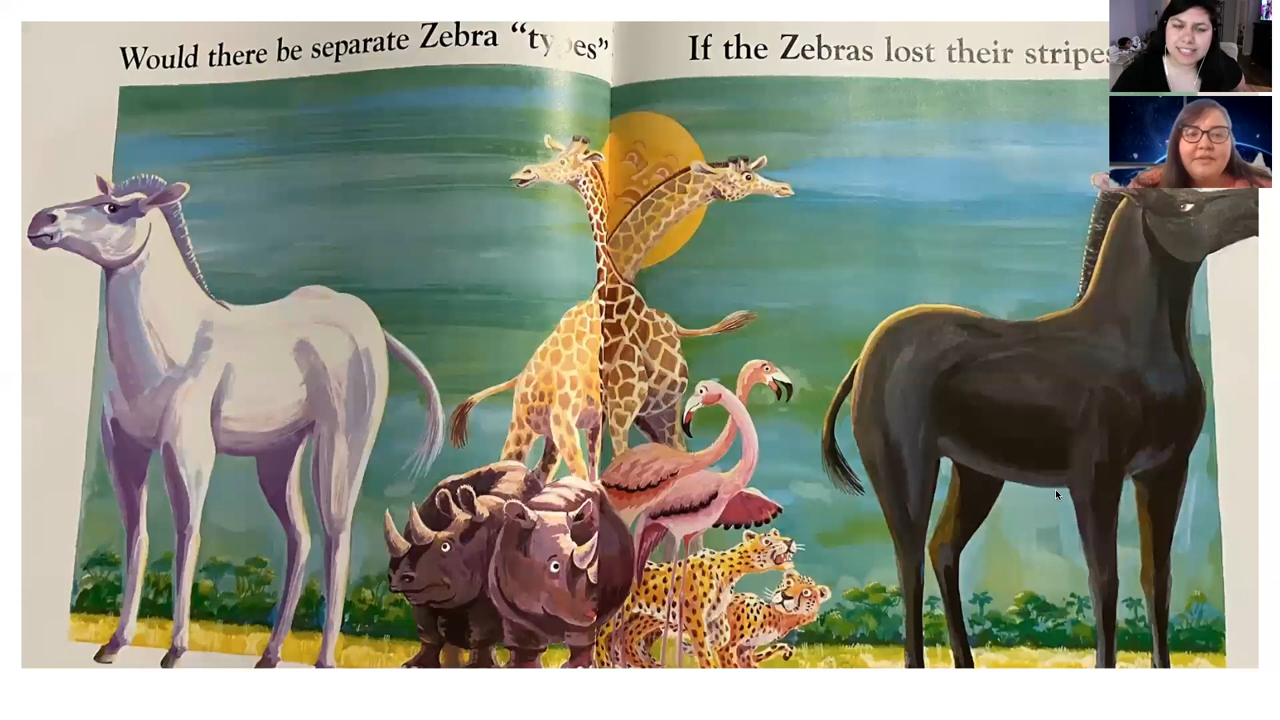 Would there be separate Zebra “types”
If the Zebras lost their stripes